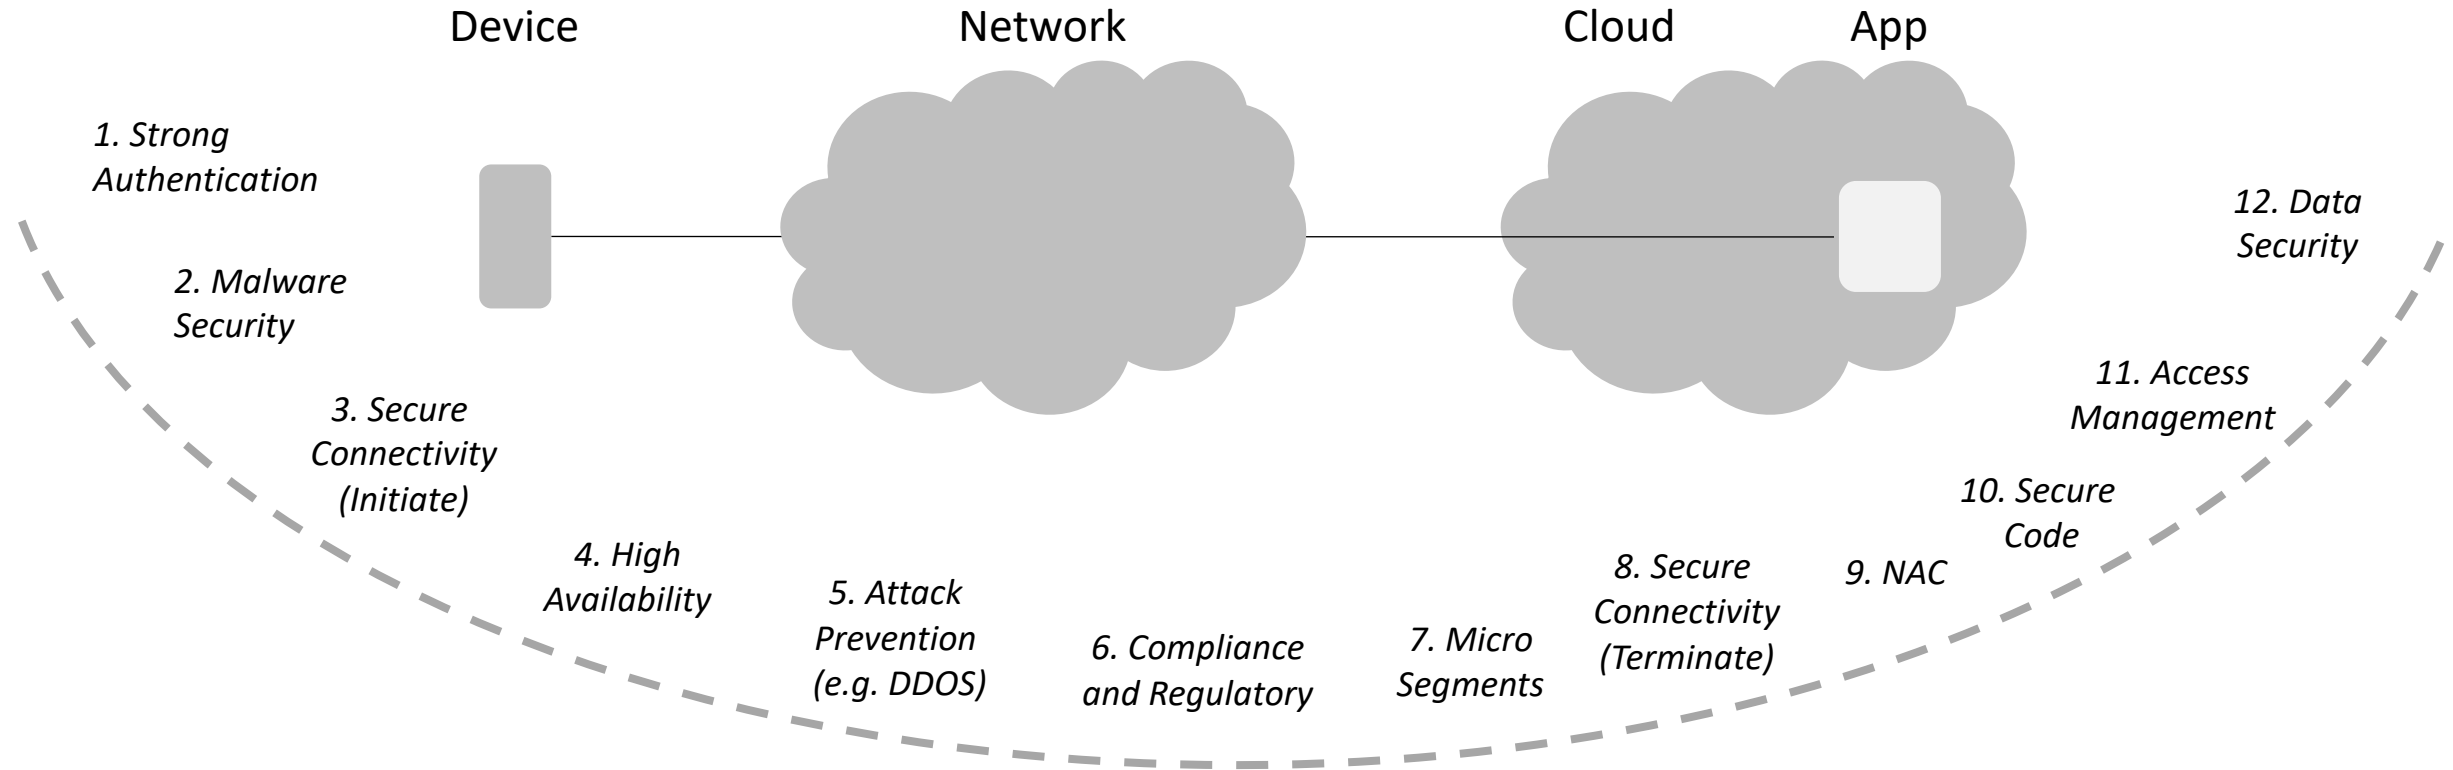 Device
Network
Cloud
App
1. Strong
Authentication
2. Malware
Security
3. Secure
Connectivity
(Initiate)
4. High
Availability
5. Attack
Prevention
(e.g. DDOS)
6. Compliance
and Regulatory
7. Micro
Segments
8. Secure
Connectivity
(Terminate)
9. NAC
10. Secure
Code
11. Access
Management
12. Data
Security